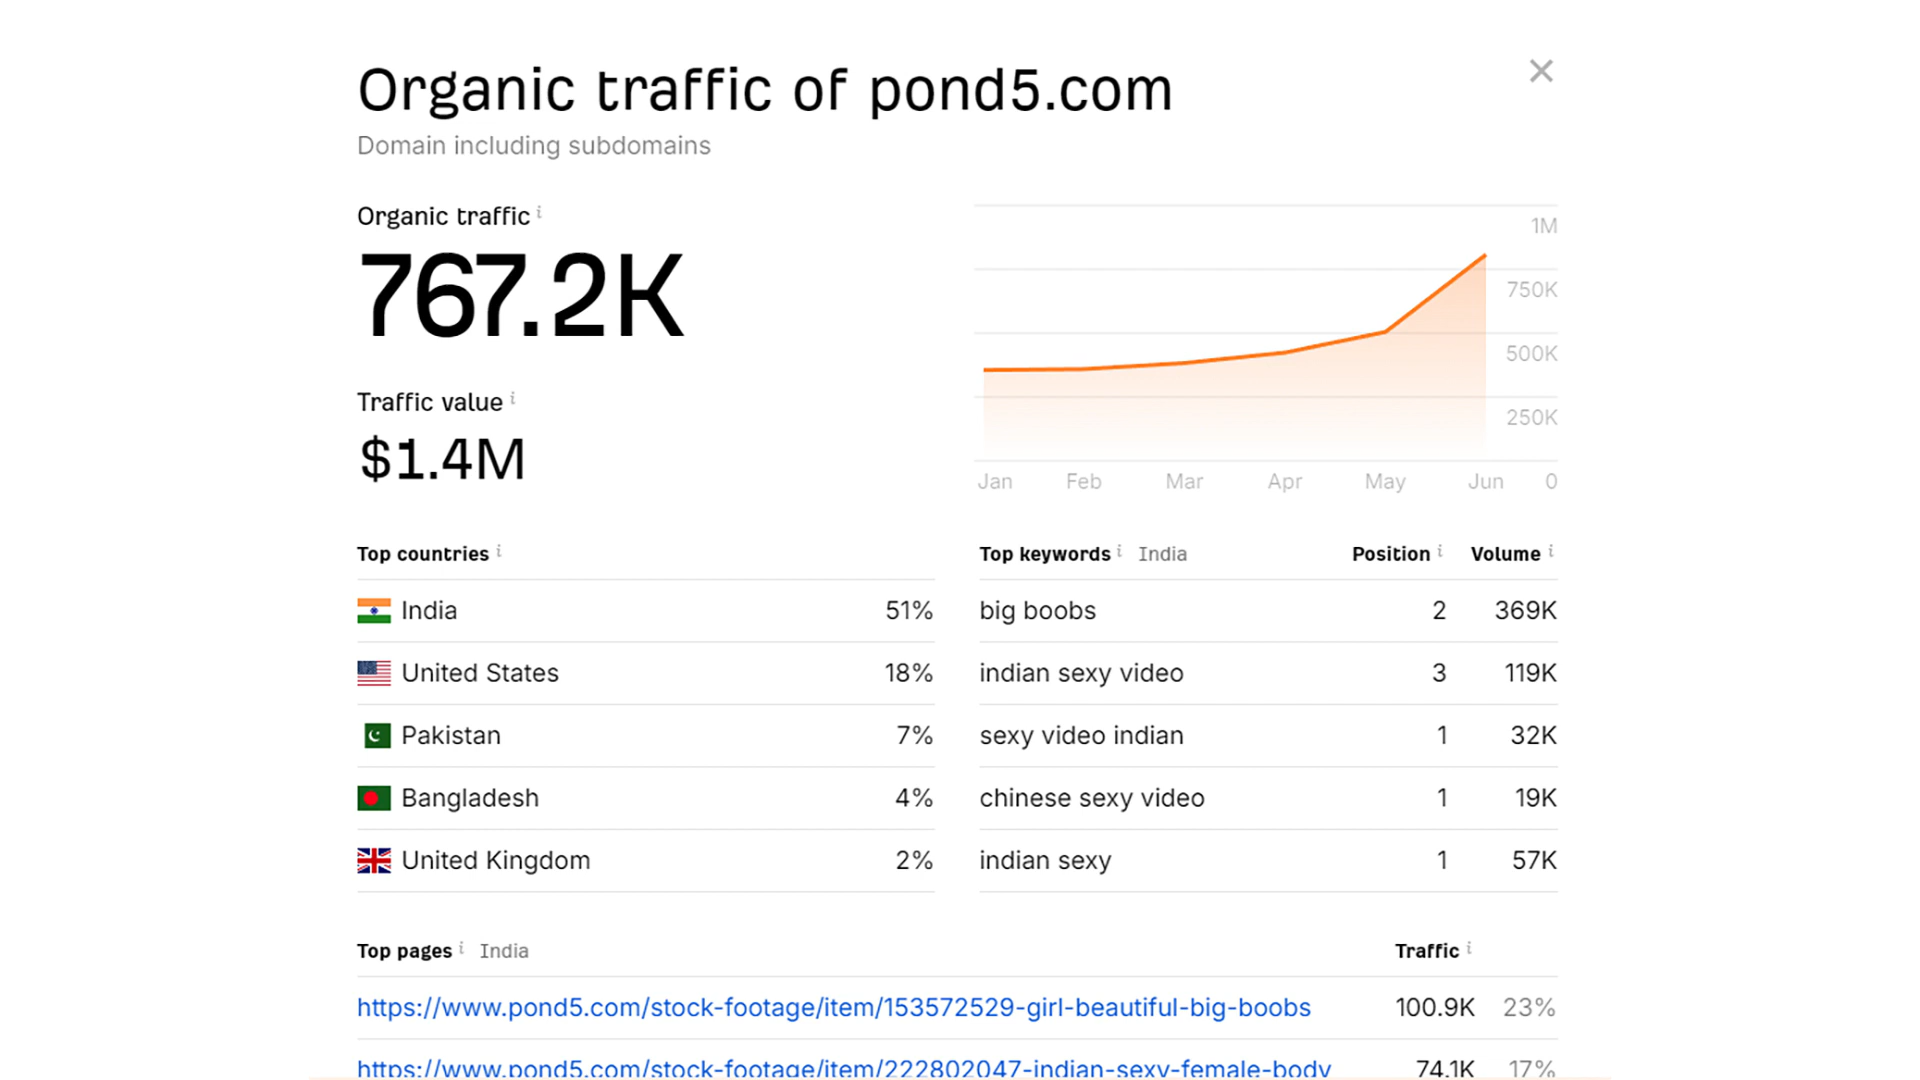 Organic traffic of pond5.com
Domain including subdomains
Organic traffic i
767.2K
Traffic value i
$1.4M
1M
750K
500K
250K
Jan Feb Mar Apr May Jun 0
Top countries i
India 51%
United States 18%
Pakistan 7%
Bangladesh 4%
United Kingdom 2%
Top keywords i India Position i Volume i
big boobs 2 369K
indian sexy video 3 119K
sexy video indian 1 32K
chinese sexy video 1 19K
indian sexy 1 57K
Top pages i India Traffic i
https://www.pond5.com/stock-footage/item/153572529-girl-beautiful-big-boobs 100.9K 23%
https://www.pond5.com/stock-footage/item/222802047-indian-sexy-female-body 74.1K 17%